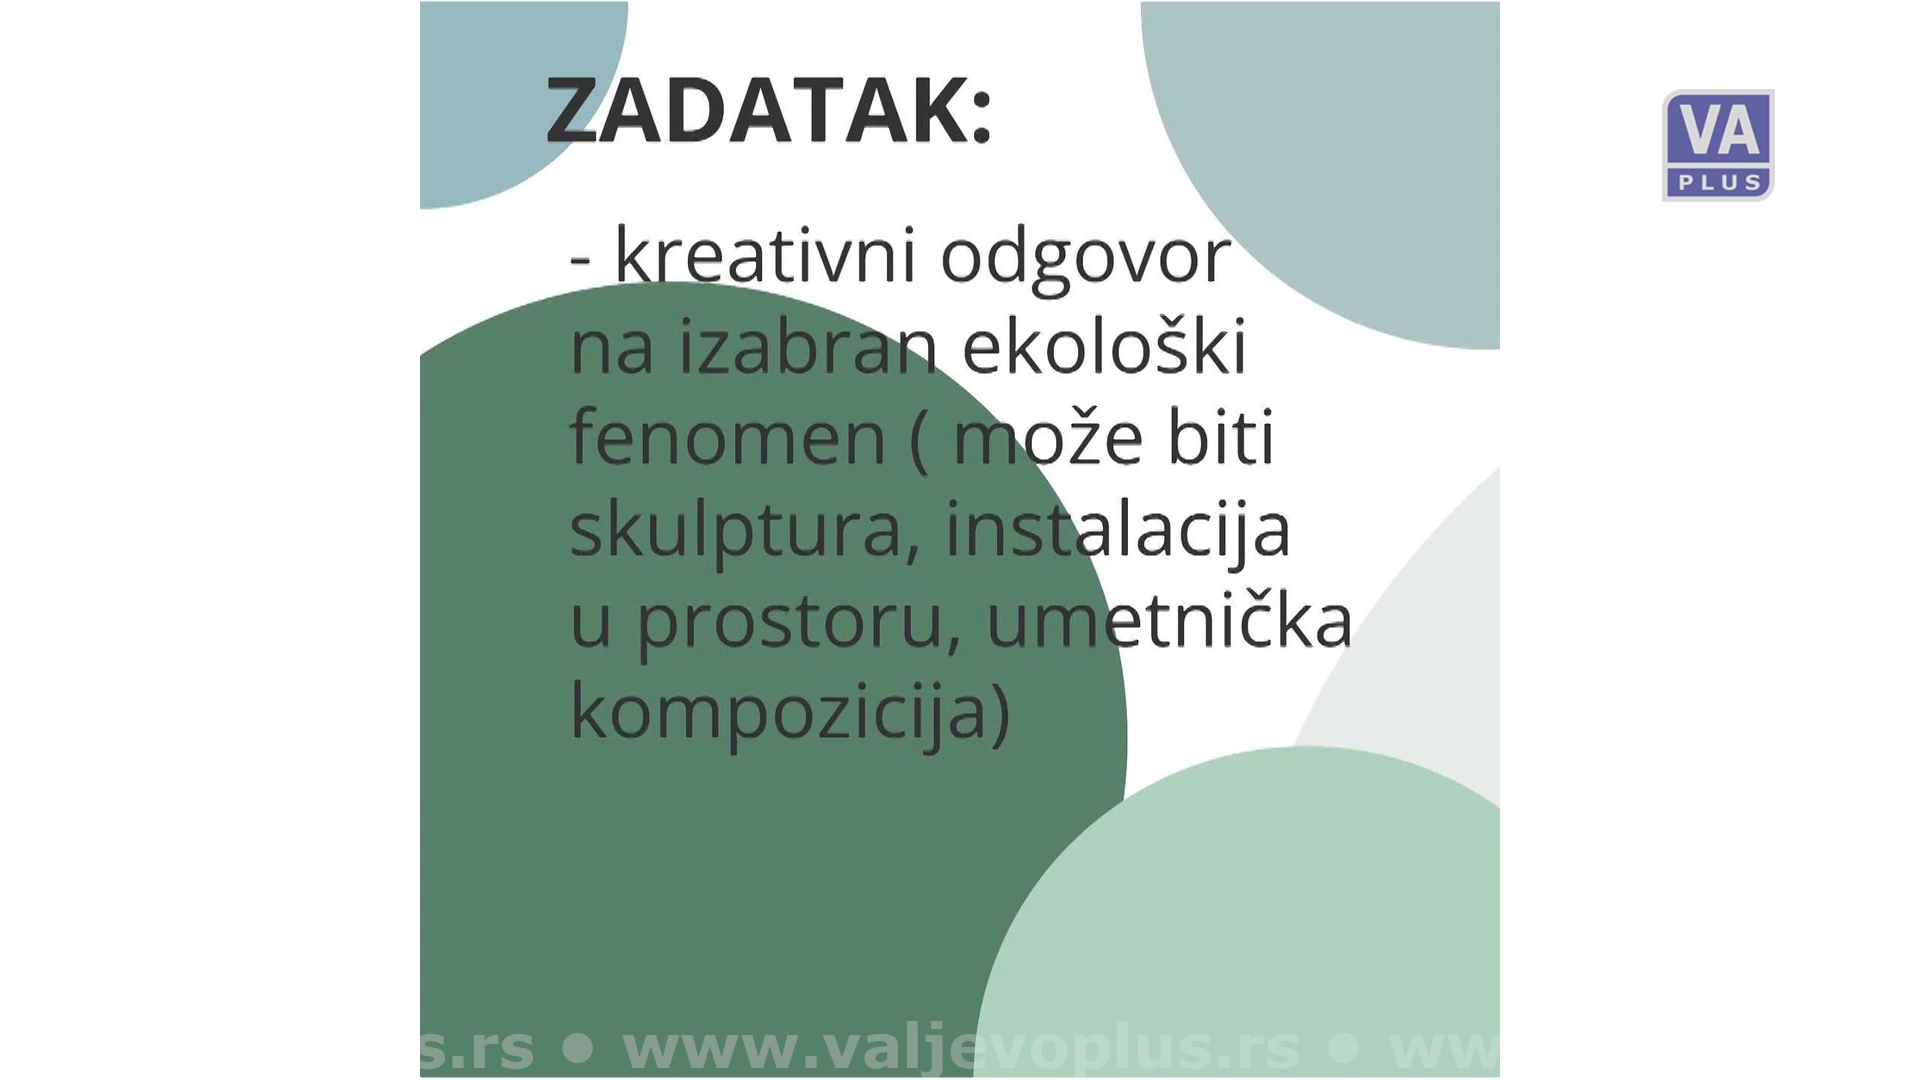 ZADATAK:
VA
PLUS
- kreativni odgovor
na izabran ekološki
fenomen ( može biti
skulptura, instalacija
u prostoru, umetnička
kompozicija)
s.rs • www.valjevoplus.rs • ww